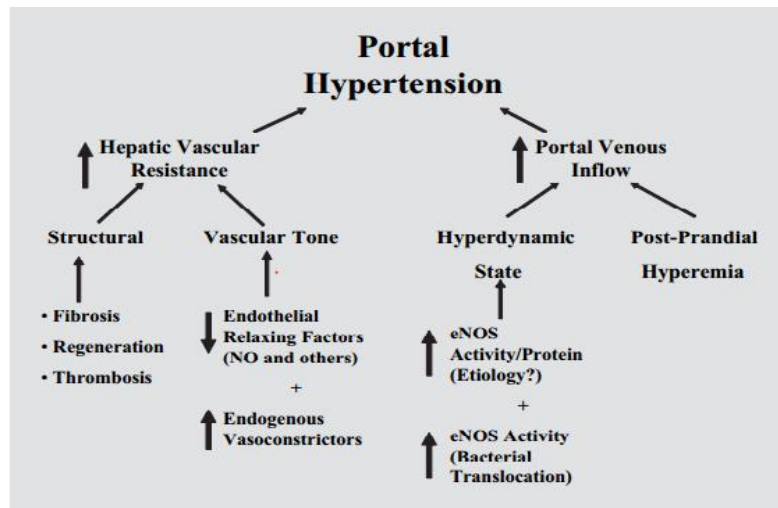 Portal
Hypertension
Hepatic Vascular
Resistance
Portal Venous
Inflow
Structural
Vascular Tone
Hyperdynamic
State
Post-Prandial
Hyperemia
• Fibrosis
• Regeneration
• Thrombosis
Endothelial
Relaxing Factors
(NO and others)
+
Endogenous
Vasoconstrictors
eNOS
Activity/Protein
(Etiology?)
+
eNOS Activity
(Bacterial
Translocation)